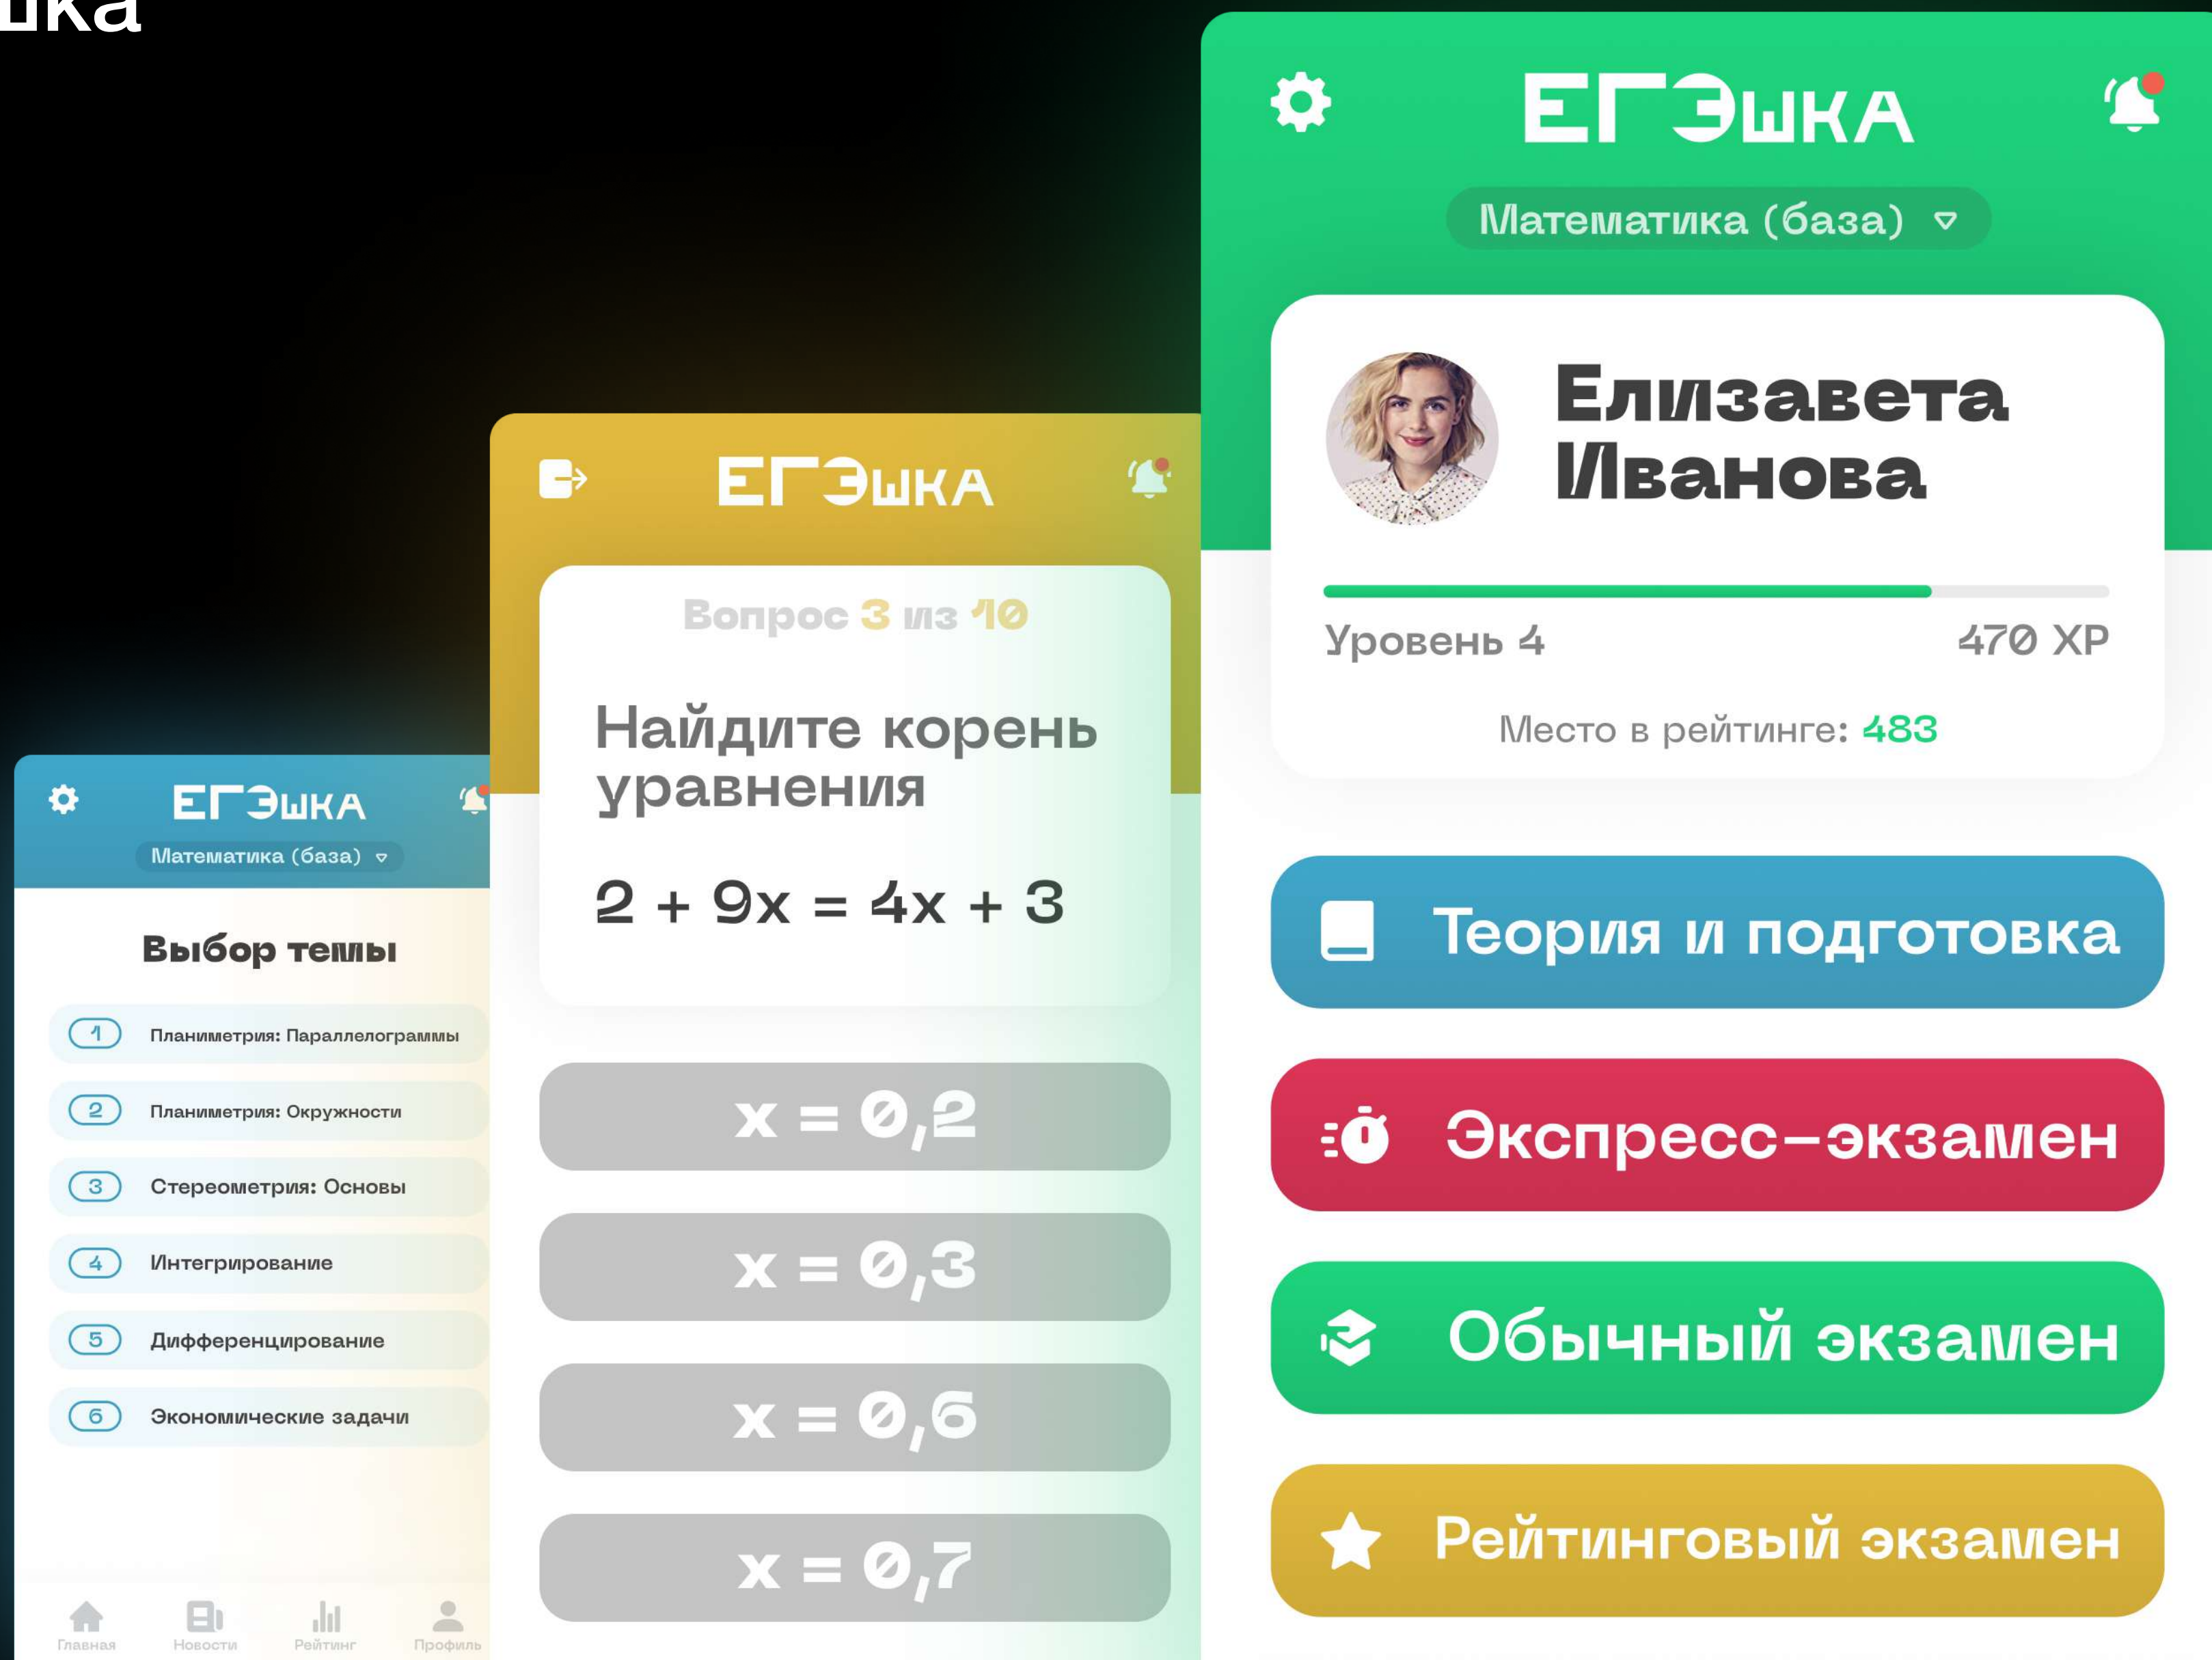 шка
ЕГЭшка
Математика (база)
Выбор темы
1 Планиметрия: Параллелограммы
2 Планиметрия: Окружности
3 Стереометрия: Основы
4 Интегрирование
5 Дифференцирование
6 Экономические задачи
Главная Новости Рейтинг Профиль
ЕГЭшка
Вопрос 3 из 10
Найдите корень
уравнения
2 + 9x = 4x + 3
x = 0,2
x = 0,3
x = 0,6
x = 0,7
ЕГЭшка
Математика (база)
Елизавета
Иванова
Уровень 4 470 XP
Место в рейтинге: 483
Теория и подготовка
Экспресс-экзамен
Обычный экзамен
Рейтинговый экзамен